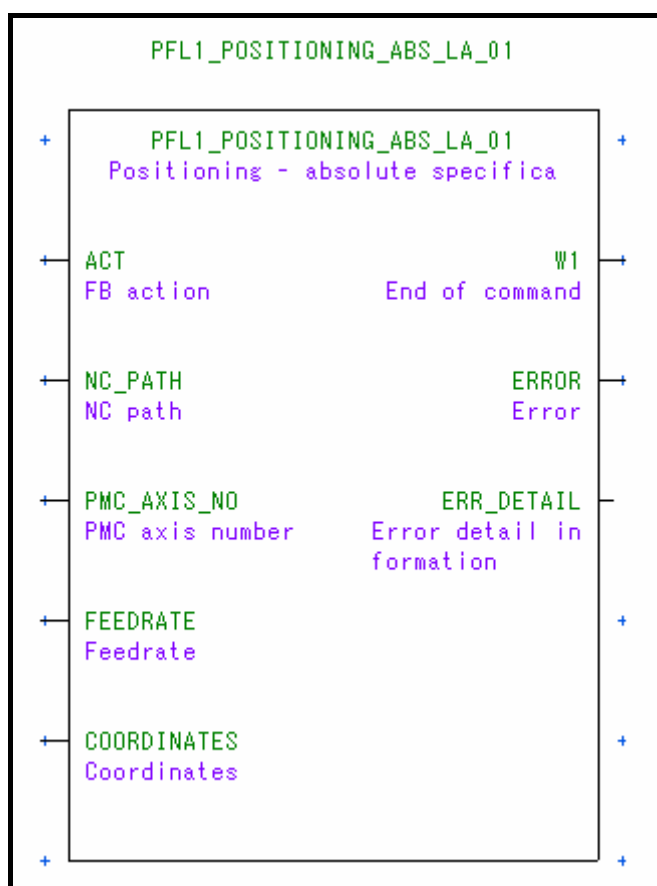 PFL1_POSITIONING_ABS_LA_01
PFL1_POSITIONING_ABS_LA_01
Positioning - absolute specifica
ACT
FB action
W1
End of command
NC_PATH
NC path
ERROR
Error
PMC_AXIS_NO
PMC axis number
ERR_DETAIL
Error detail in
formation
FEEDRATE
Feedrate
COORDINATES
Coordinates